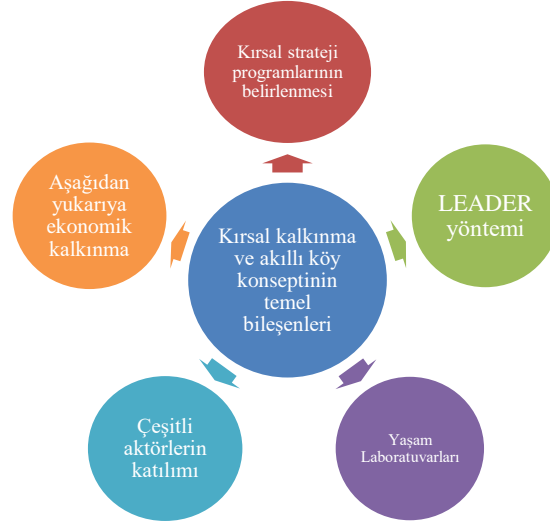 Kırsal strateji
programlarının
belirlenmesi
Aşağıdan
yukarıya
ekonomik
kalkınma
LEADER
yöntemi
Kırsal kalkınma
ve akıllı köy
konseptinin
temel
bileşenleri
Çeşitli
aktörlerin
katılımı
Yaşam
Laboratuvarları